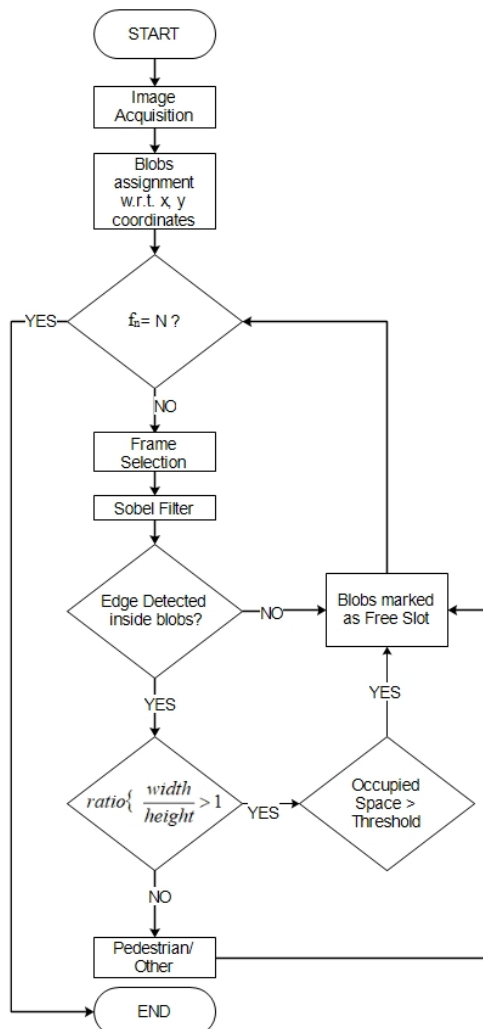 START
Image
Acquisition
Blobs
assignment
w.r.t. x, y
coordinates
YES
fₙ= N ?
NO
Frame
Selection
Sobel Filter
Edge Detected
inside blobs?
NO
Blobs marked
as Free Slot
YES
YES
ratio{ width/height >1
YES
Occupied
Space >
Threshold
NO
Pedestrian/
Other
END